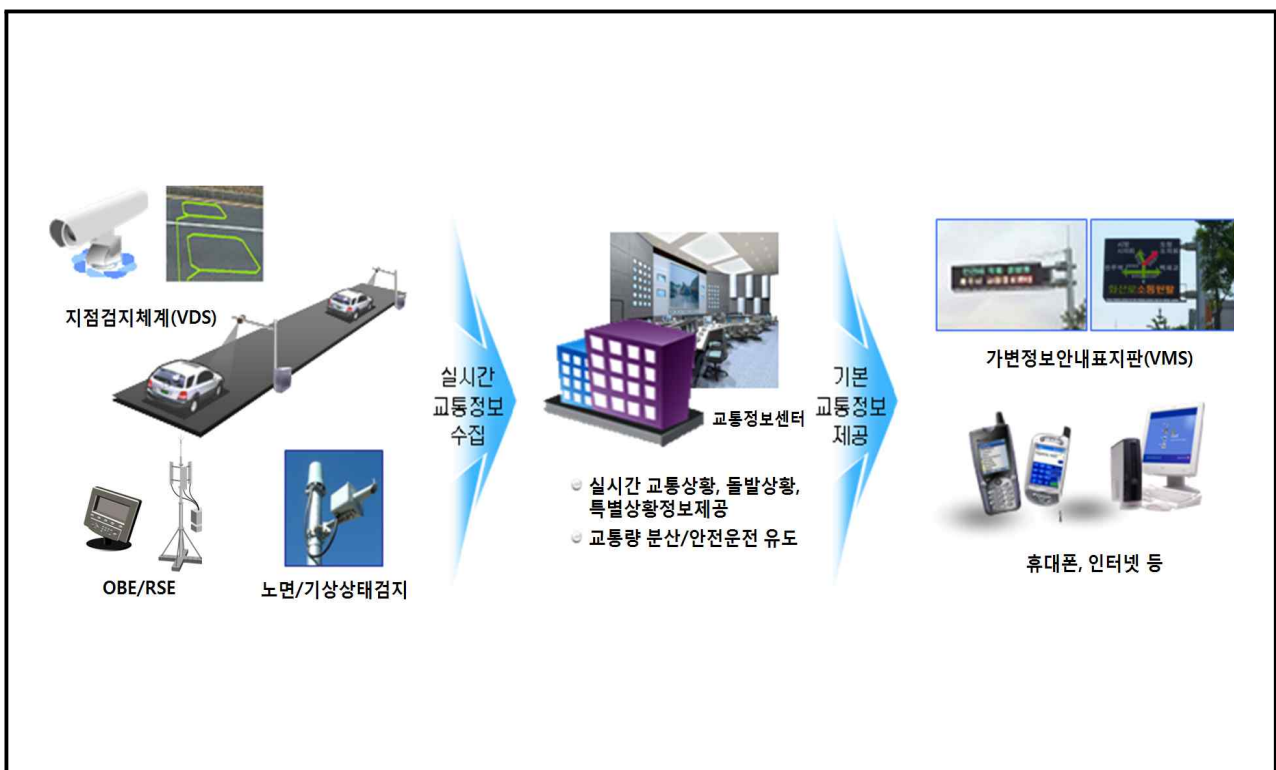 지점검지체계(VDS)
OBE/RSE
노면/기상상태검지
실시간
교통정보
수집
교통정보센터
실시간 교통상황, 돌발상황,
특별상황정보제공
교통량 분산/안전운전 유도
기본
교통정보
제공
소통원활
가변정보안내표지판(VMS)
휴대폰, 인터넷 등